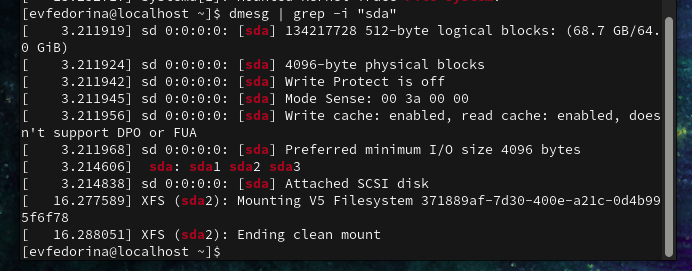 [evfedorina@localhost ~]$ dmesg | grep -i "sda"
[    3.211919] sd 0:0:0:0: [sda] 134217728 512-byte logical blocks: (68.7 GB/64.
0 GiB)
[    3.211924] sd 0:0:0:0: [sda] 4096-byte physical blocks
[    3.211942] sd 0:0:0:0: [sda] Write Protect is off
[    3.211945] sd 0:0:0:0: [sda] Mode Sense: 00 3a 00 00
[    3.211956] sd 0:0:0:0: [sda] Write cache: enabled, read cache: enabled, does
n't support DPO or FUA
[    3.211968] sd 0:0:0:0: [sda] Preferred minimum I/O size 4096 bytes
[    3.214606]  sda: sda1 sda2 sda3
[    3.214838] sd 0:0:0:0: [sda] Attached SCSI disk
[   16.277589] XFS (sda2): Mounting V5 Filesystem 371889af-7d30-400e-a21c-0d4b99
5f6f78
[   16.288051] XFS (sda2): Ending clean mount
[evfedorina@localhost ~]$